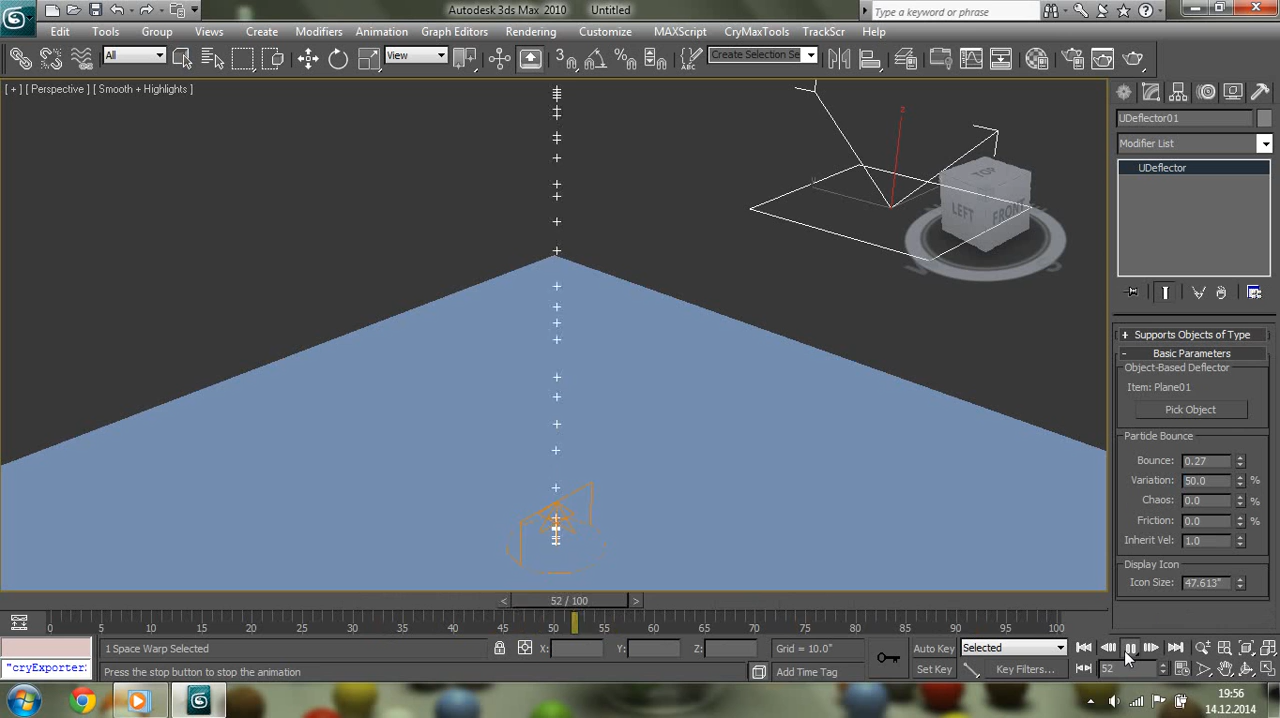 Autodesk 3ds Max 2010 Untitled
Type a keyword or phrase
Edit Tools Group Views Create Modifiers Animation Graph Editors Rendering Customize MAXScript CryMaxTools TrackScr Help
All View Create Selection Se
[ + ] [ Perspective ] [ Smooth + Highlights ]
UDeflector01
Modifier List
UDeflector
z
TOP
LEFT FRONT
+ Supports Objects of Type
- Basic Parameters
Object-Based Deflector
Item: Plane01
Pick Object
Particle Bounce
Bounce: 0.27
Variation: 50.0 %
Chaos: 0.0 %
Friction: 0.0 %
Inherit Vel: 1.0
Display Icon
Icon Size: 47.613"
< 52 / 100 >
0 5 10 15 20 25 30 35 40 45 50 55 60 65 70 75 80 85 90 95 100
1 Space Warp Selected X: Y: Z: Grid = 10.0" Auto Key Selected
"cryExporter: Press the stop button to stop the animation Add Time Tag Set Key Key Filters... 52
19:56
14.12.2014